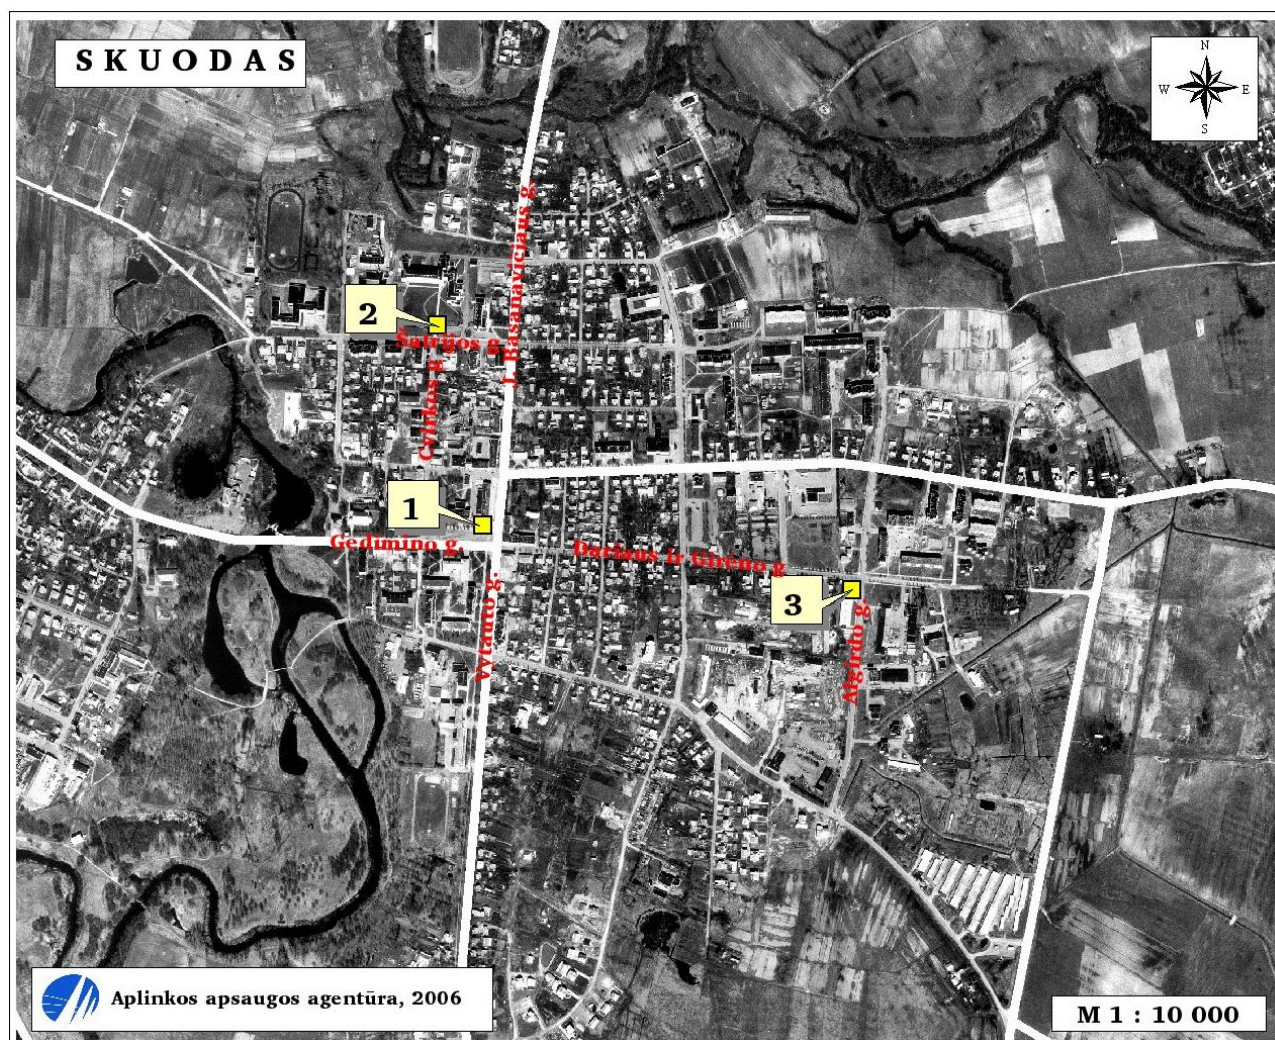 SKUODAS
N
W E
S
J. Basanavičiaus g.
2
Šatrijos g.
Cvirkos g.
1
Gedimino g.
Dariaus ir Girėno g.
3
Vytauto g.
Algirdo g.
Aplinkos apsaugos agentūra, 2006
M 1 : 10 000